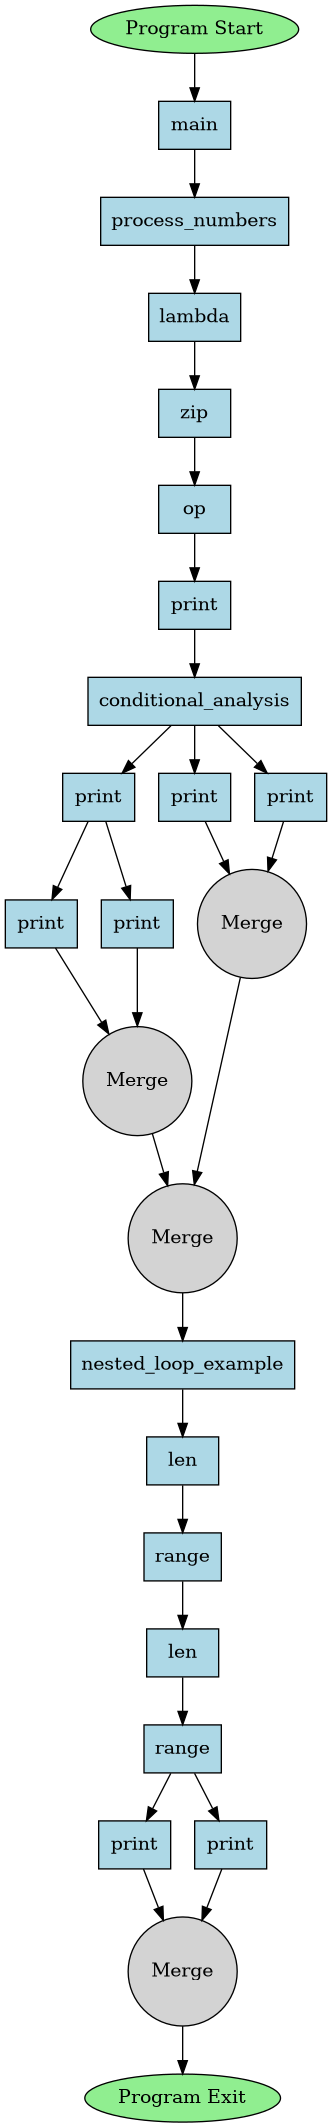 Program Start
main
process_numbers
lambda
zip
op
print
conditional_analysis
print
print
print
print
print
Merge
Merge
Merge
nested_loop_example
len
range
len
range
print
print
Merge
Program Exit